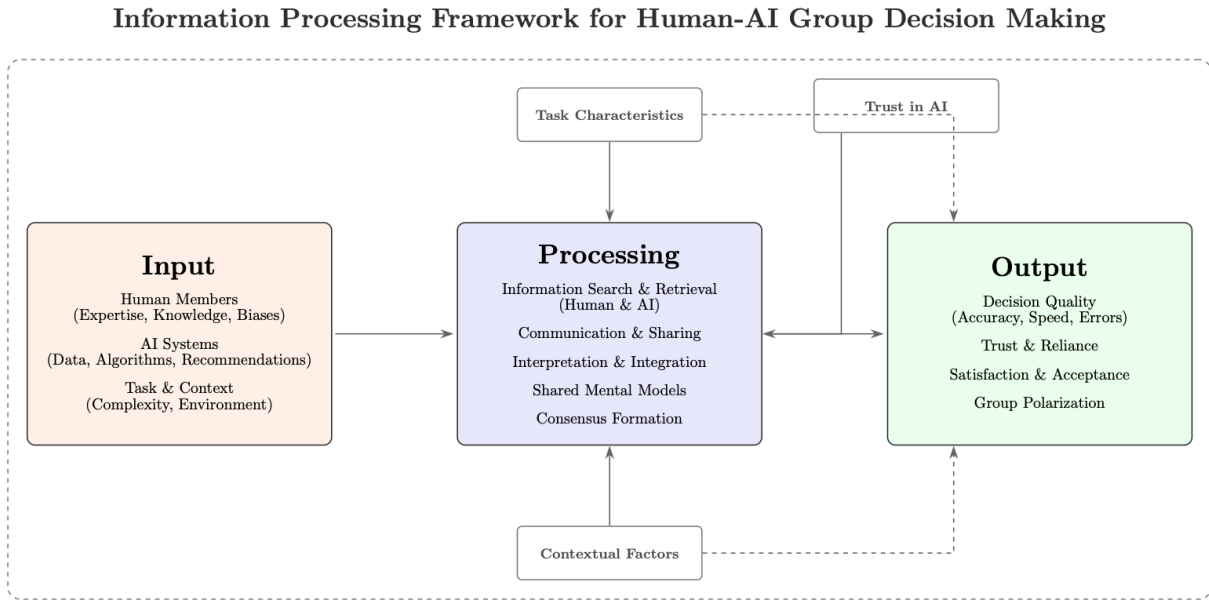 Information Processing Framework for Human-AI Group Decision Making
Task Characteristics
Trust in AI
Input
Human Members
(Expertise, Knowledge, Biases)
AI Systems
(Data, Algorithms, Recommendations)
Task & Context
(Complexity, Environment)
Processing
Information Search & Retrieval
(Human & AI)
Communication & Sharing
Interpretation & Integration
Shared Mental Models
Consensus Formation
Output
Decision Quality
(Accuracy, Speed, Errors)
Trust & Reliance
Satisfaction & Acceptance
Group Polarization
Contextual Factors